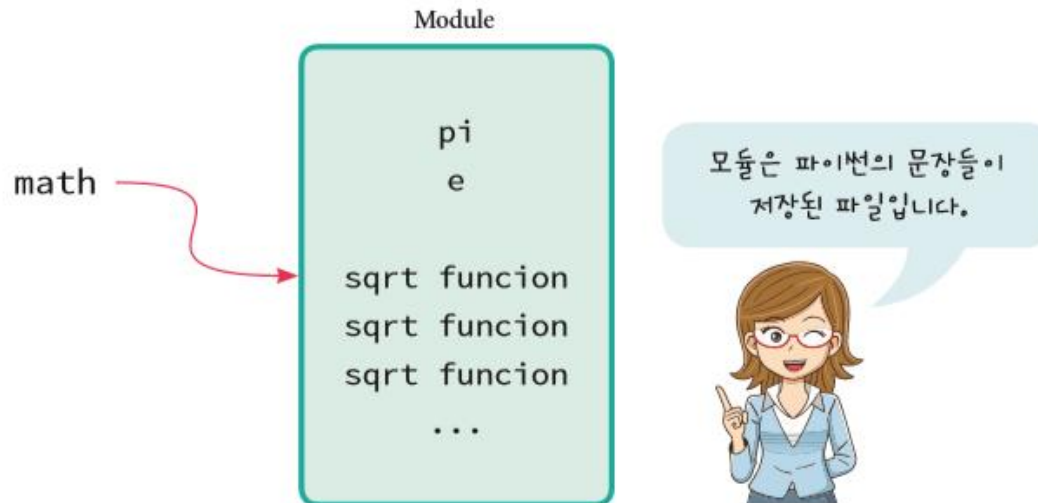 Module
math
pi
e
sqrt funcion
sqrt funcion
sqrt funcion
...
모듈은 파이썬의 문장들이
저장된 파일입니다.